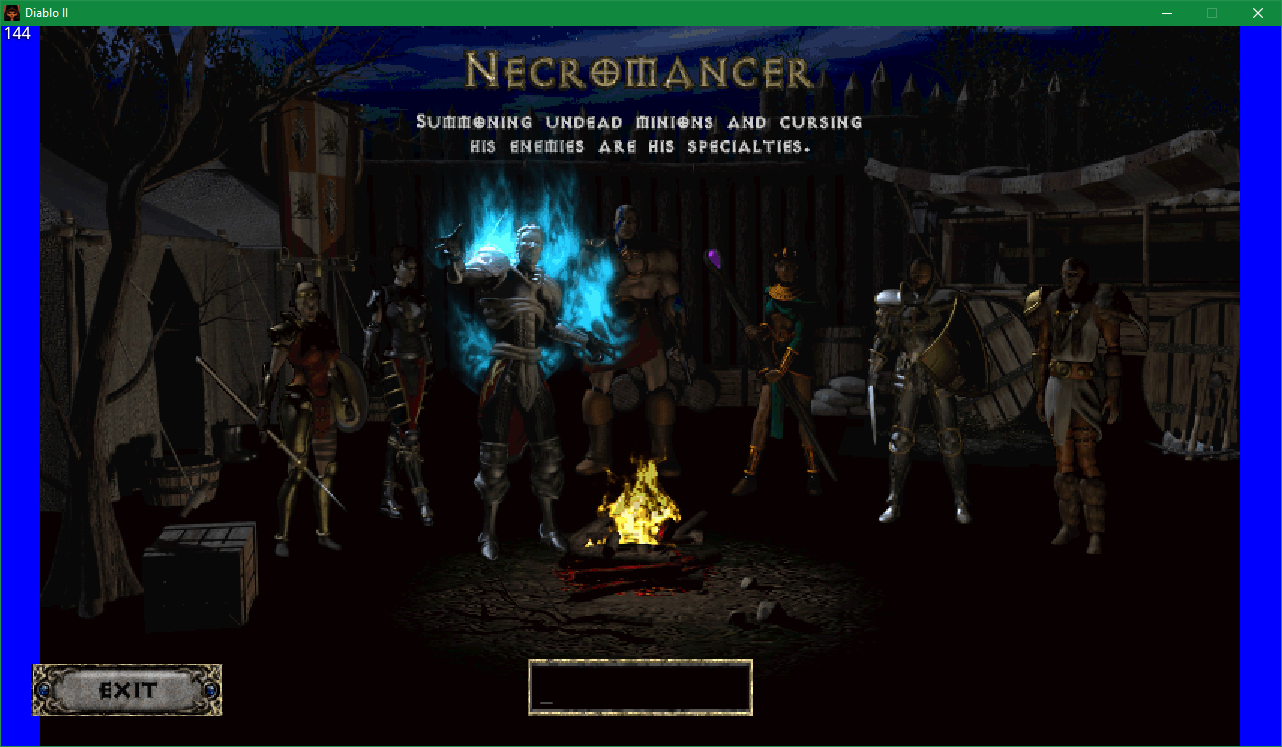 Diablo II
144
NECROMANCER
SUMMONING UNDEAD MINIONS AND CURSING
HIS ENEMIES ARE HIS SPECIALTIES.
EXIT